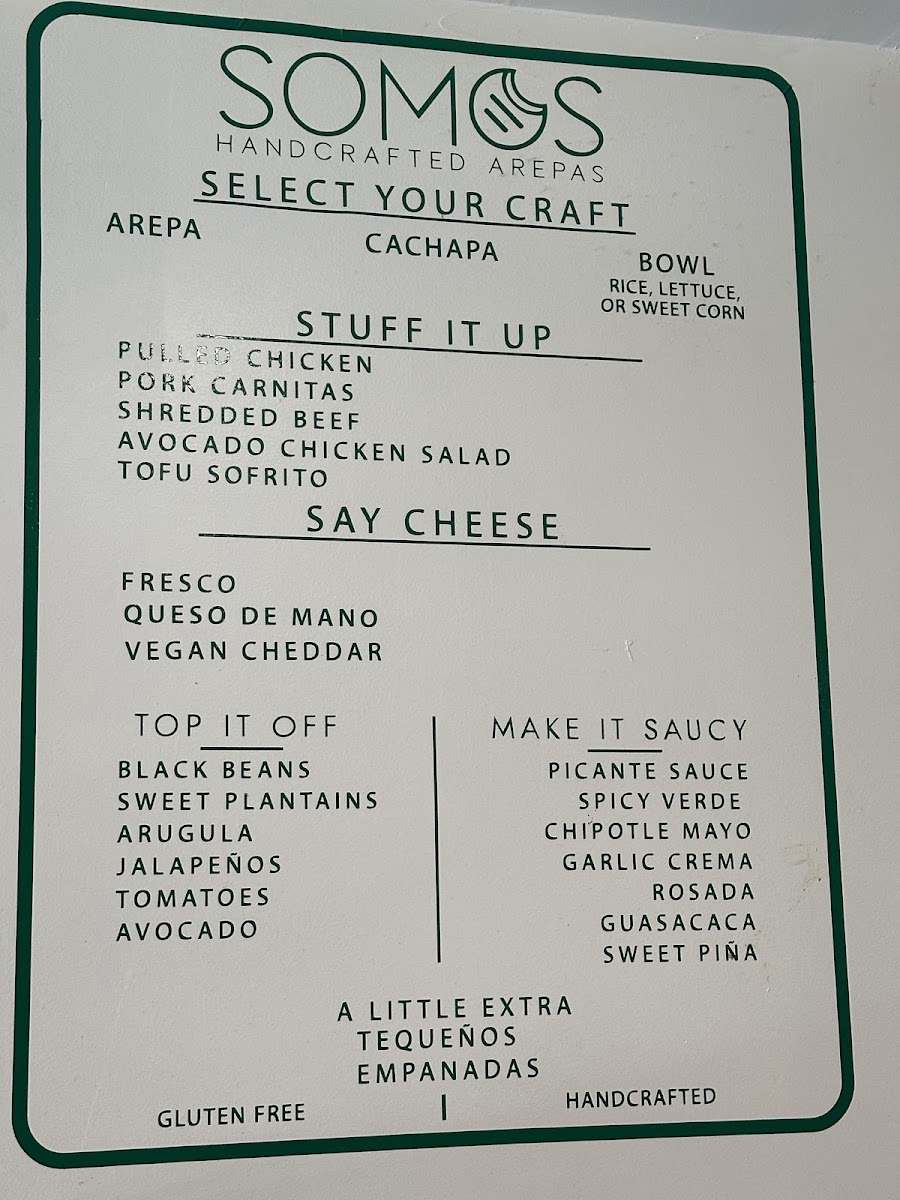 SOMOS
HANDCRAFTED AREPAS
SELECT YOUR CRAFT
AREPA
CACHAPA
BOWL
RICE, LETTUCE,
OR SWEET CORN
STUFF IT UP
PULLED CHICKEN
PORK CARNITAS
SHREDDED BEEF
AVOCADO CHICKEN SALAD
TOFU SOFRITO
SAY CHEESE
FRESCO
QUESO DE MANO
VEGAN CHEDDAR
TOP IT OFF
BLACK BEANS
SWEET PLANTAINS
ARUGULA
JALAPEÑOS
TOMATOES
AVOCADO
MAKE IT SAUCY
PICANTE SAUCE
SPICY VERDE
CHIPOTLE MAYO
GARLIC CREMA
ROSADA
GUASACACA
SWEET PIÑA
A LITTLE EXTRA
TEQUEÑOS
EMPANADAS
GLUTEN FREE
HANDCRAFTED